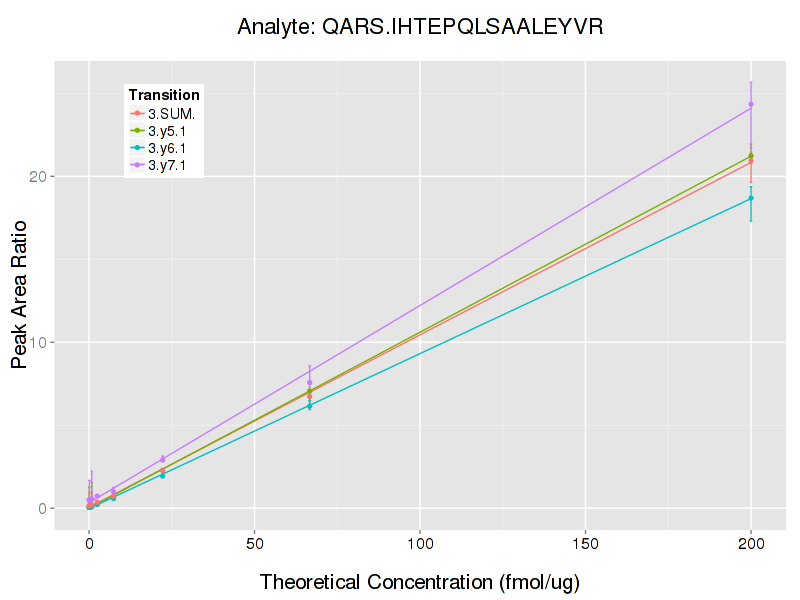 Analyte: QARS.IHTEPQLSAALEYVR
Transition
3.SUM.
3.y5.1
3.y6.1
3.y7.1
20
10
0
Peak Area Ratio
0 50 100 150 200
Theoretical Concentration (fmol/ug)